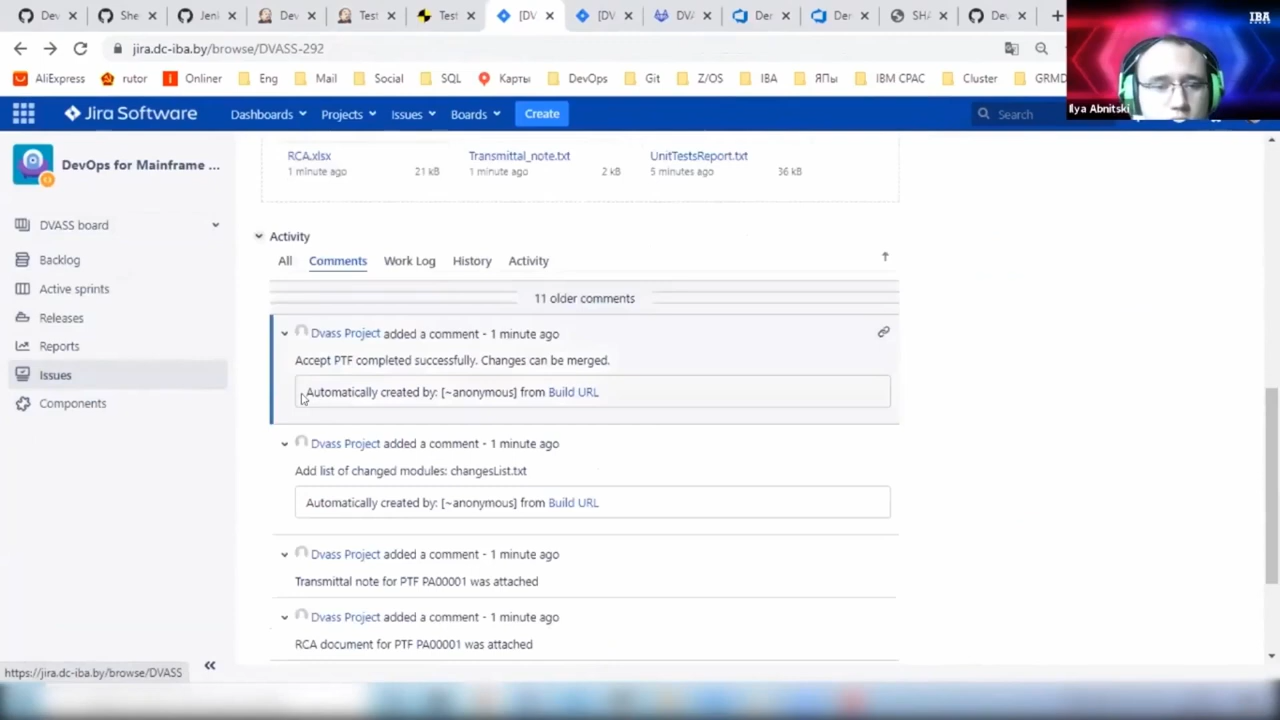 Dev
She
Jenl
Dev
Test
Test
[DV
[DV
DVA
Der
Der
SHA
Dev
jira.dc-iba.by/browse/DVASS-292
IBA
AliExpress
rutor
Onliner
Eng
Mail
Social
SQL
Карты
DevOps
Git
Z/OS
IBA
ЯПы
IBM CPAC
Cluster
GRMD
Ilya Abnitski
Jira Software
Dashboards
Projects
Issues
Boards
Create
Search
DevOps for Mainframe ...
RCA.xlsx
Transmittal_note.txt
UnitTestsReport.txt
1 minute ago
21 kB
1 minute ago
2 kB
5 minutes ago
36 kB
DVASS board
Backlog
Active sprints
Releases
Reports
Issues
Components
Activity
All
Comments
Work Log
History
Activity
11 older comments
Dvass Project added a comment - 1 minute ago
Accept PTF completed successfully. Changes can be merged.
Automatically created by: [~anonymous] from Build URL
Dvass Project added a comment - 1 minute ago
Add list of changed modules: changesList.txt
Automatically created by: [~anonymous] from Build URL
Dvass Project added a comment - 1 minute ago
Transmittal note for PTF PA00001 was attached
Dvass Project added a comment - 1 minute ago
RCA document for PTF PA00001 was attached
https://jira.dc-iba.by/browse/DVASS